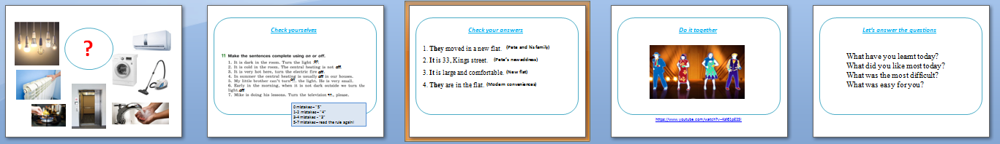 ?
Check yourselves
11 Make the sentences complete using on or off.
1. It is dark in the room. Turn the light on
2. It is cold in the room. The central heating is not off.
3. It is very hot here, turn the electric fire off.
4. In summer the central heating is usually off in our houses.
5. My little brother can't turn on the light. He is very small.
6. Early in the morning, when it is not dark outside we turn the
light off
7. Mike is doing his lessons. Turn the television on, please.
0 mistakes – "5"
1-2 mistakes – "4"
3-4 mistakes – "3"
5-7 mistakes – read the rule again!
Check your answers
1. They moved in a new flat. (Pete and his family)
2. It is 33, Kings street. (Pete's new address)
3. It is large and comfortable. (New flat)
4. They are in the flat. (Modern conveniences)
Do it together
Let's answer the questions
What have you learnt today?
What did you like most today?
What was the most difficult?
What was easy for you?